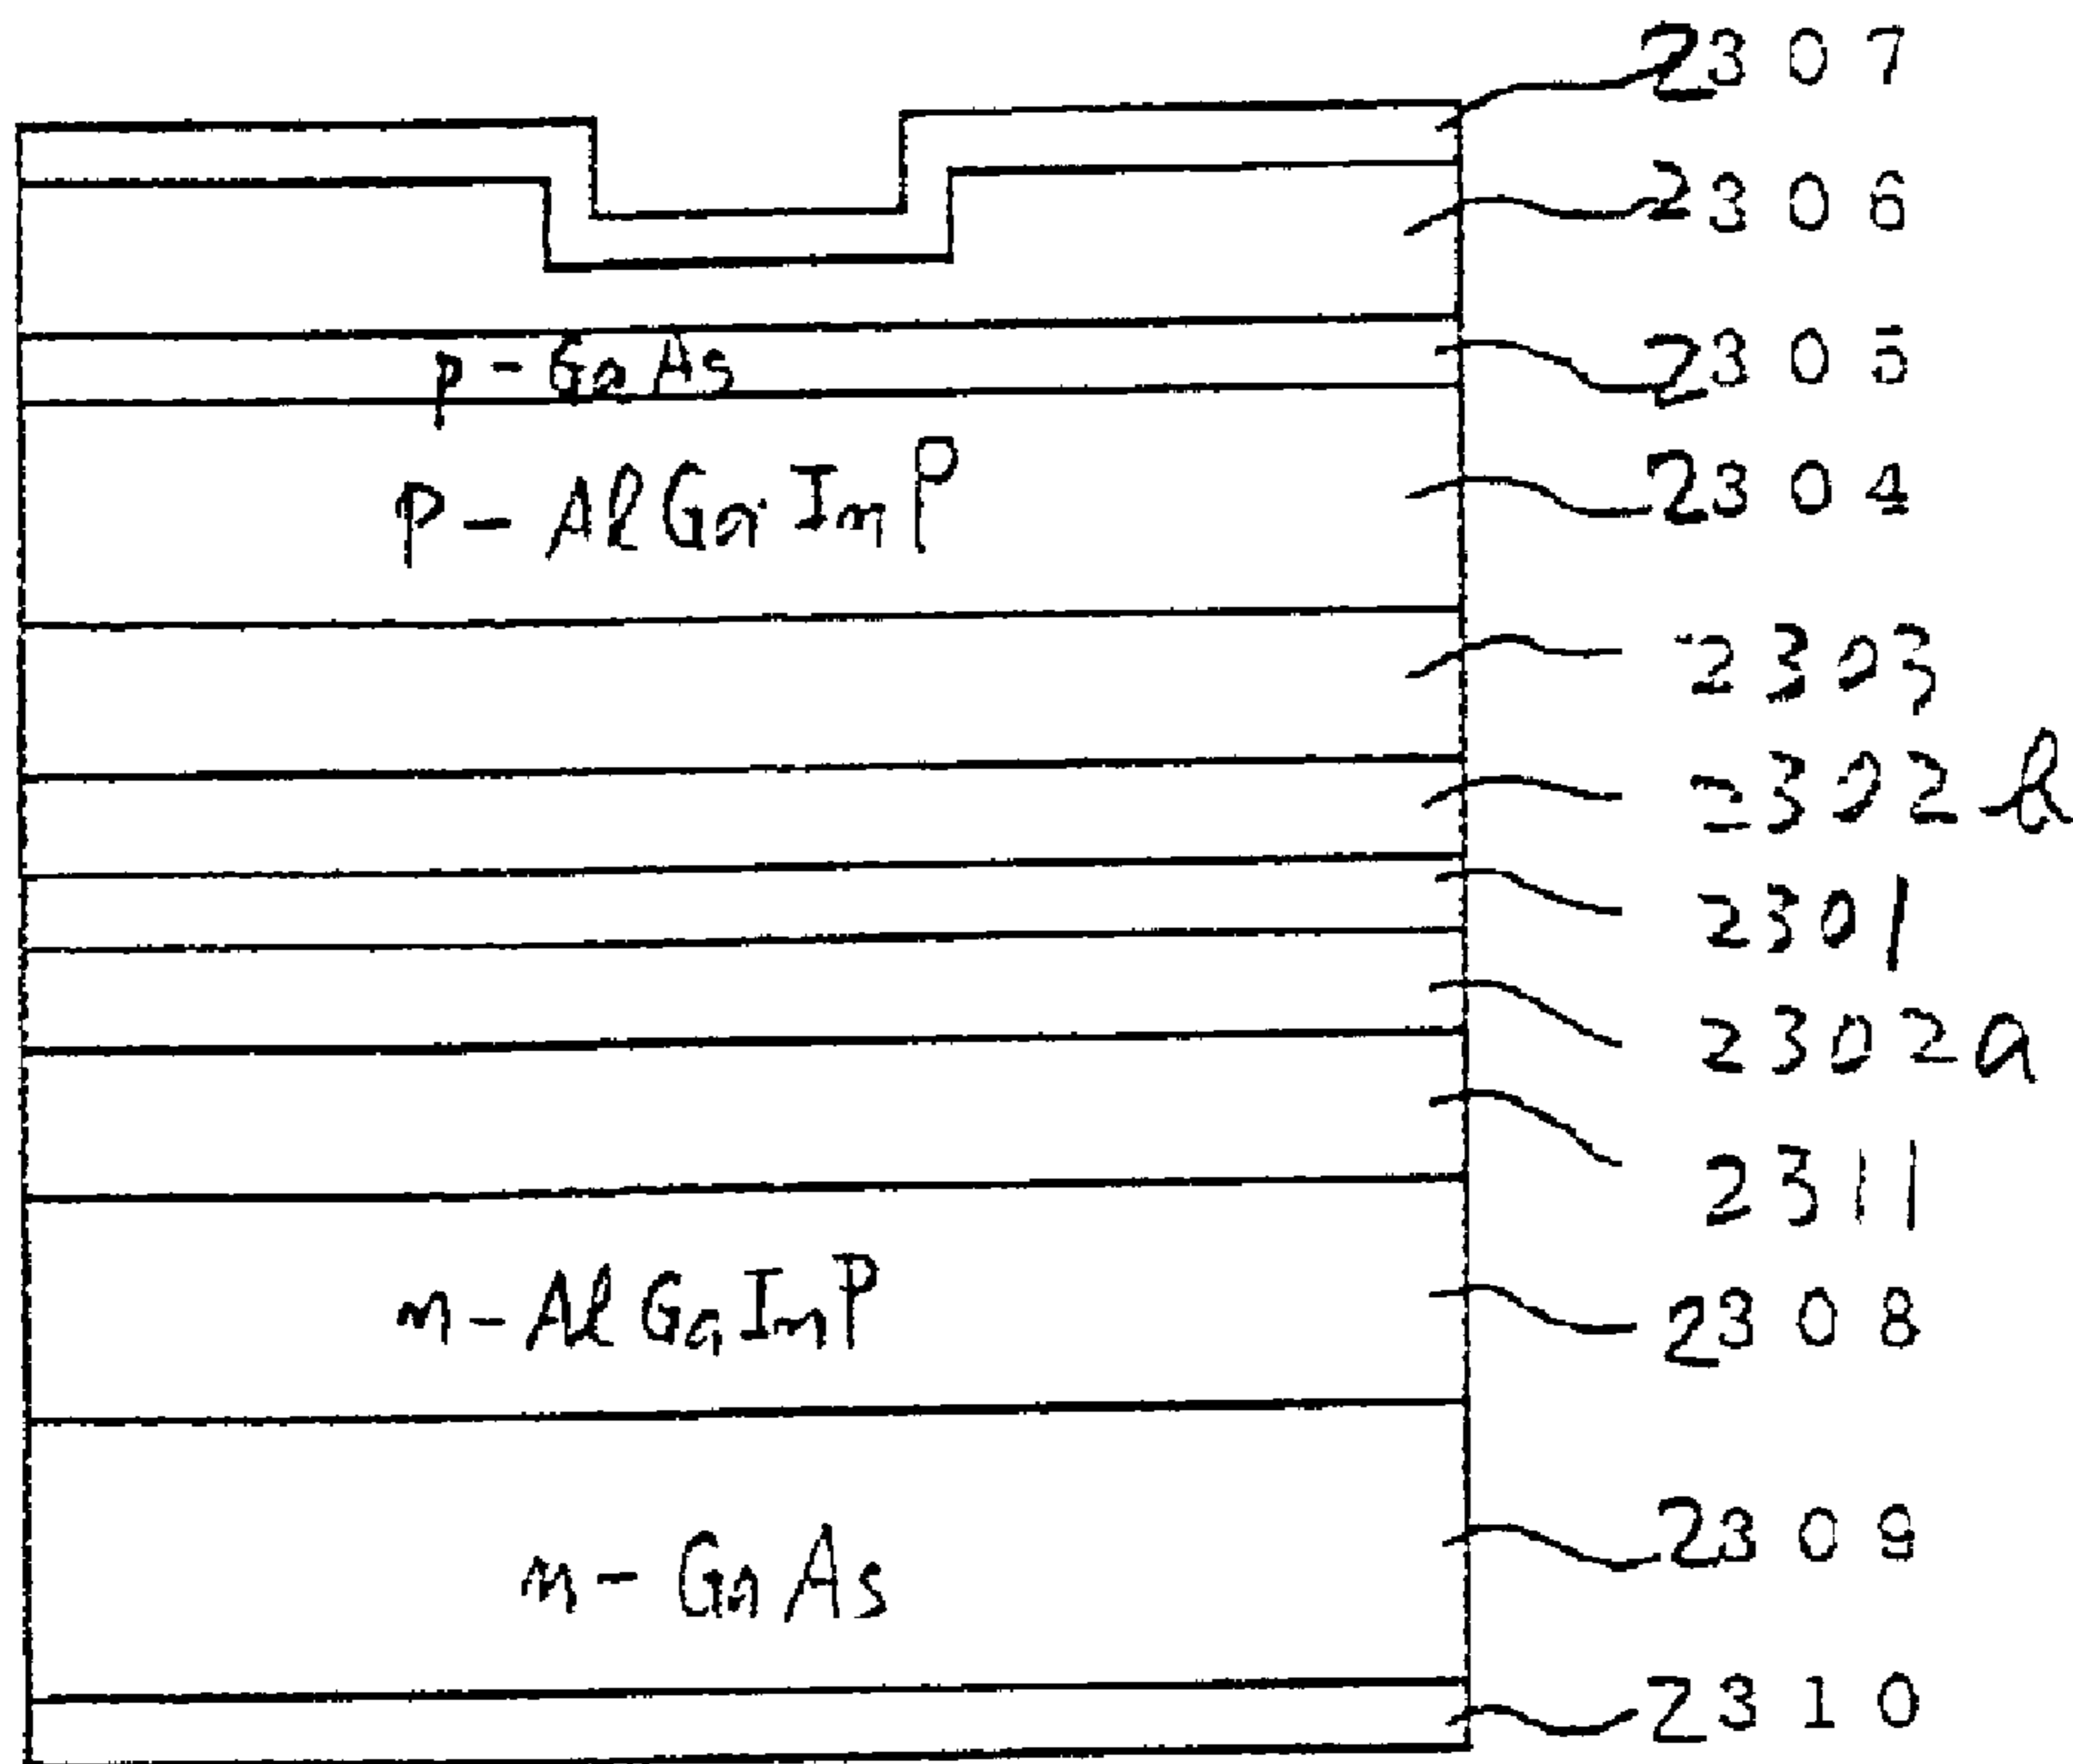 2307
2306
p-GaAs 2305
p-AlGaInP 2304
2303
2302b
2301
2302a
2311
n-AlGaInP 2308
n-GaAs 2309
2310